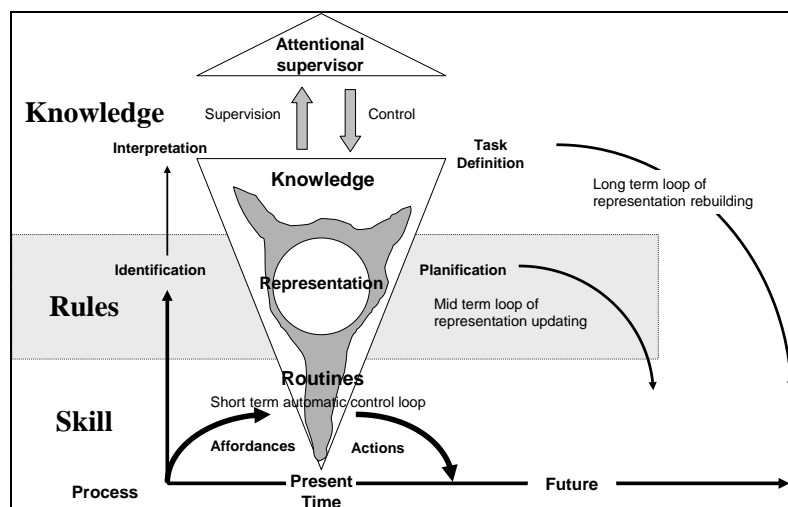 Attentional
supervisor
Knowledge
Supervision
Control
Interpretation
Task
Definition
Knowledge
Long term loop of
representation rebuilding
Identification
Representation
Planification
Rules
Mid term loop of
representation updating
Routines
Short term automatic control loop
Skill
Affordances
Actions
Process
Present
Time
Future